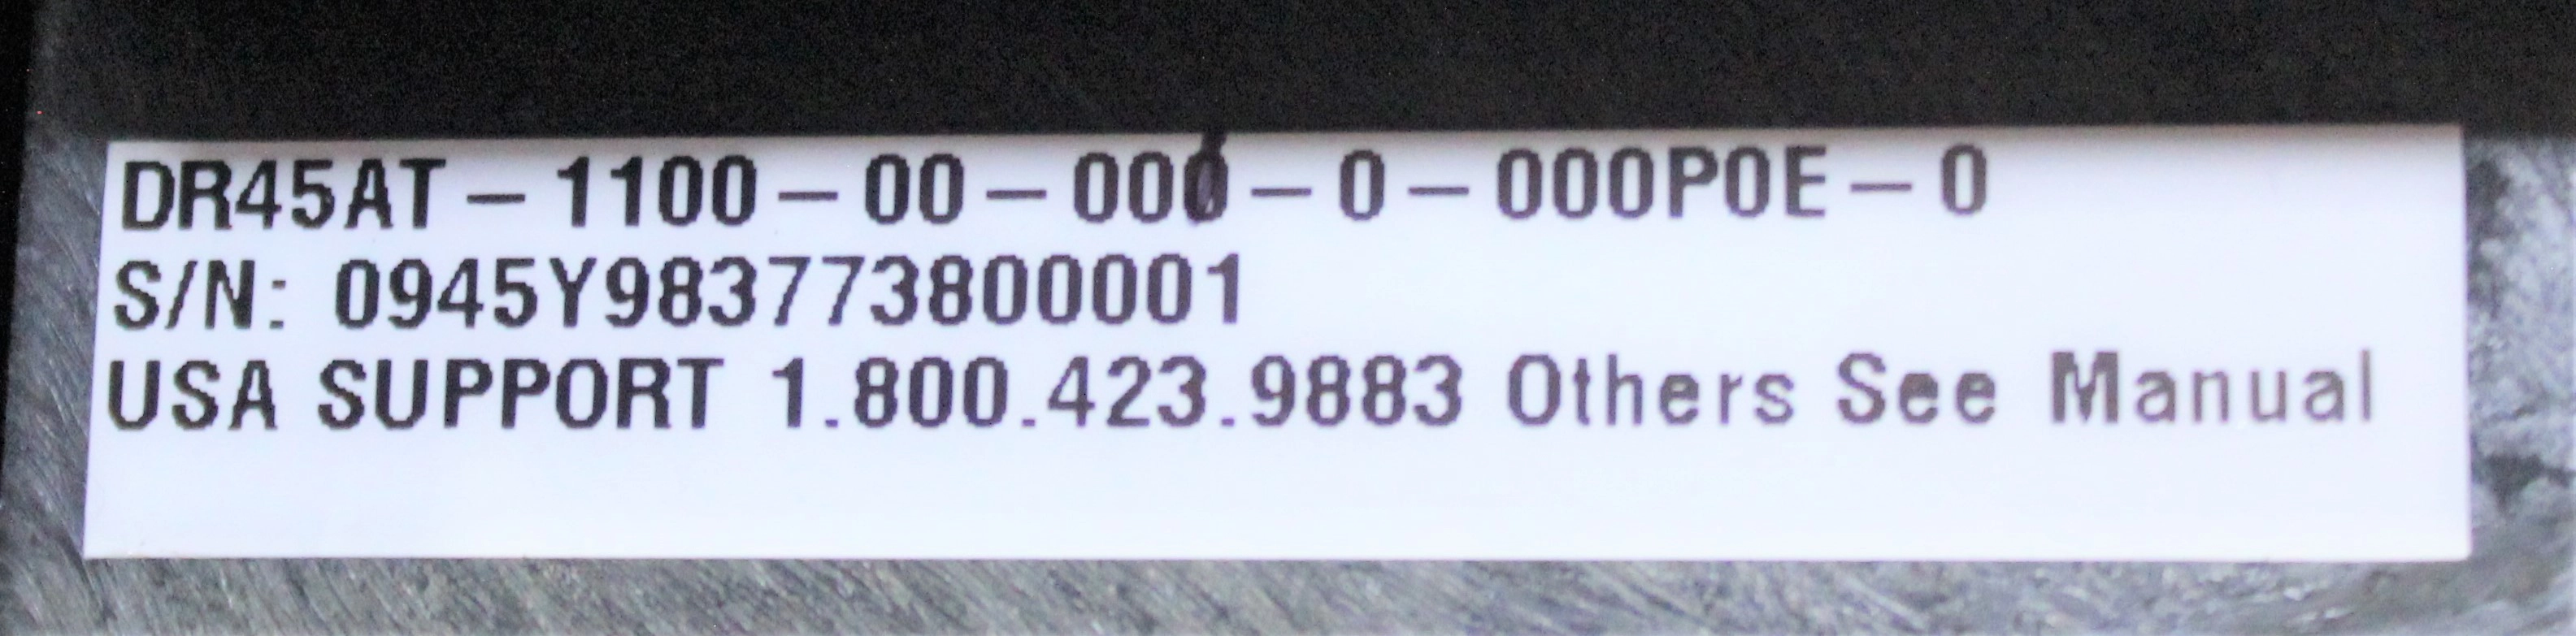 DR45AT-1100-00-000-0-000P0E-0
S/N: 0945Y983773800001
USA SUPPORT 1.800.423.9883 Others See Manual